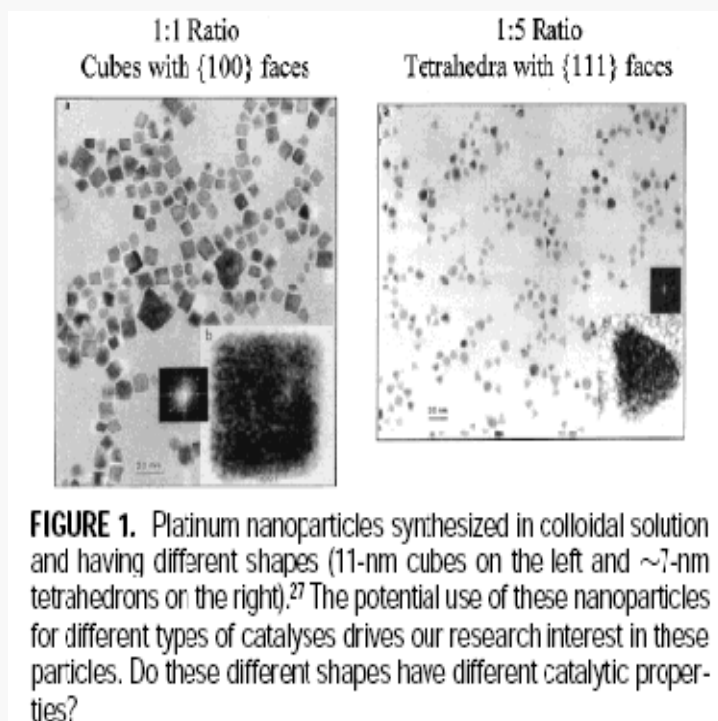 1:1 Ratio
Cubes with {100} faces
1:5 Ratio
Tetrahedra with {111} faces
a
b
FIGURE 1. Platinum nanoparticles synthesized in colloidal solution
and having different shapes (11-nm cubes on the left and ~7-nm
tetrahedrons on the right).27 The potential use of these nanoparticles
for different types of catalyses drives our research interest in these
particles. Do these different shapes have different catalytic proper-
ties?